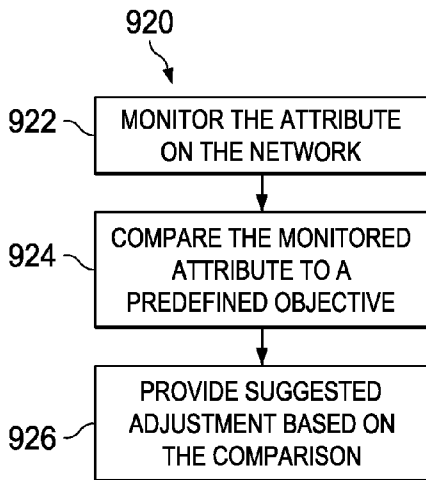 920
922
MONITOR THE ATTRIBUTE
ON THE NETWORK
924
COMPARE THE MONITORED
ATTRIBUTE TO A
PREDEFINED OBJECTIVE
926
PROVIDE SUGGESTED
ADJUSTMENT BASED ON
THE COMPARISON